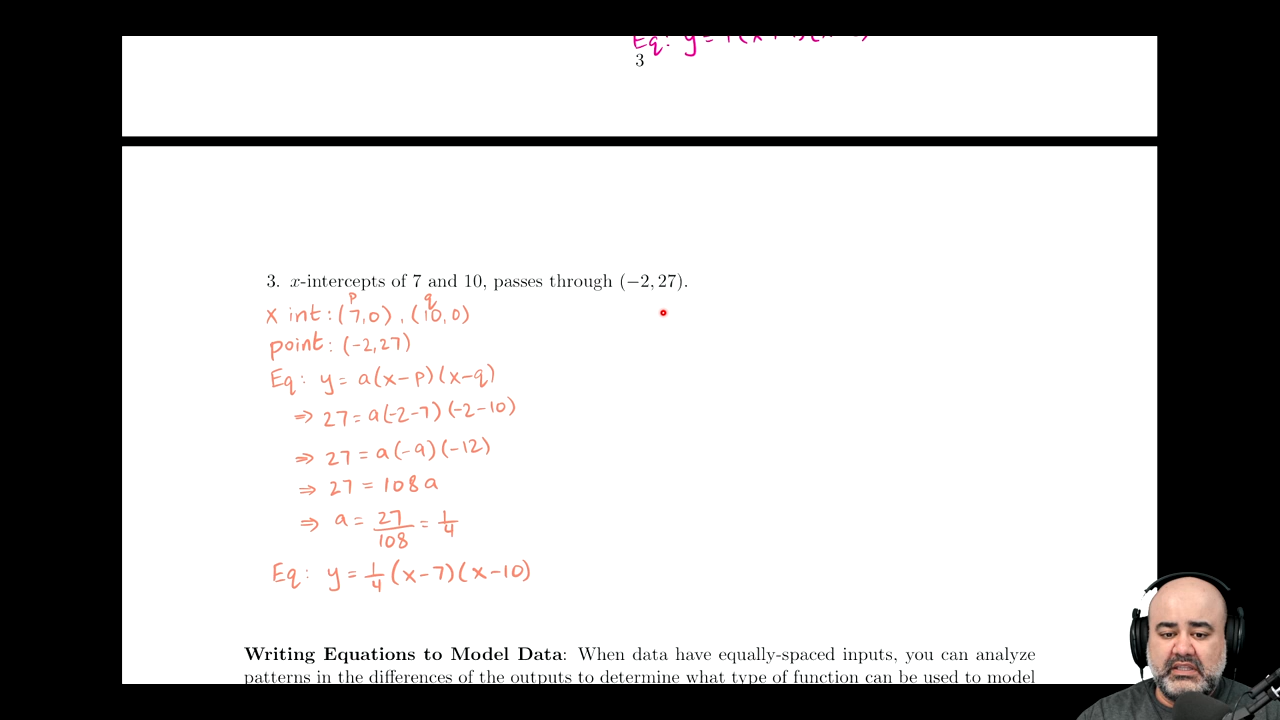 Eq: y =
3
3. x-intercepts of 7 and 10, passes through (−2, 27).
p q
x int : (7,0) , (10,0)
point : (-2,27)
Eq: y = a(x-p)(x-q)
⇒ 27 = a(-2-7)(-2-10)
⇒ 27 = a(-9)(-12)
⇒ 27 = 108a
⇒ a = 27/108 = 1/4
Eq: y = 1/4 (x-7)(x-10)
Writing Equations to Model Data: When data have equally-spaced inputs, you can analyze
patterns in the differences of the outputs to determine what type of function can be used to model